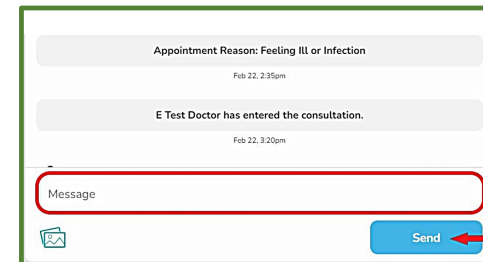 Appointment Reason: Feeling Ill or Infection
Feb 22, 2:35pm
E Test Doctor has entered the consultation.
Feb 22, 3:20pm
Message
Send